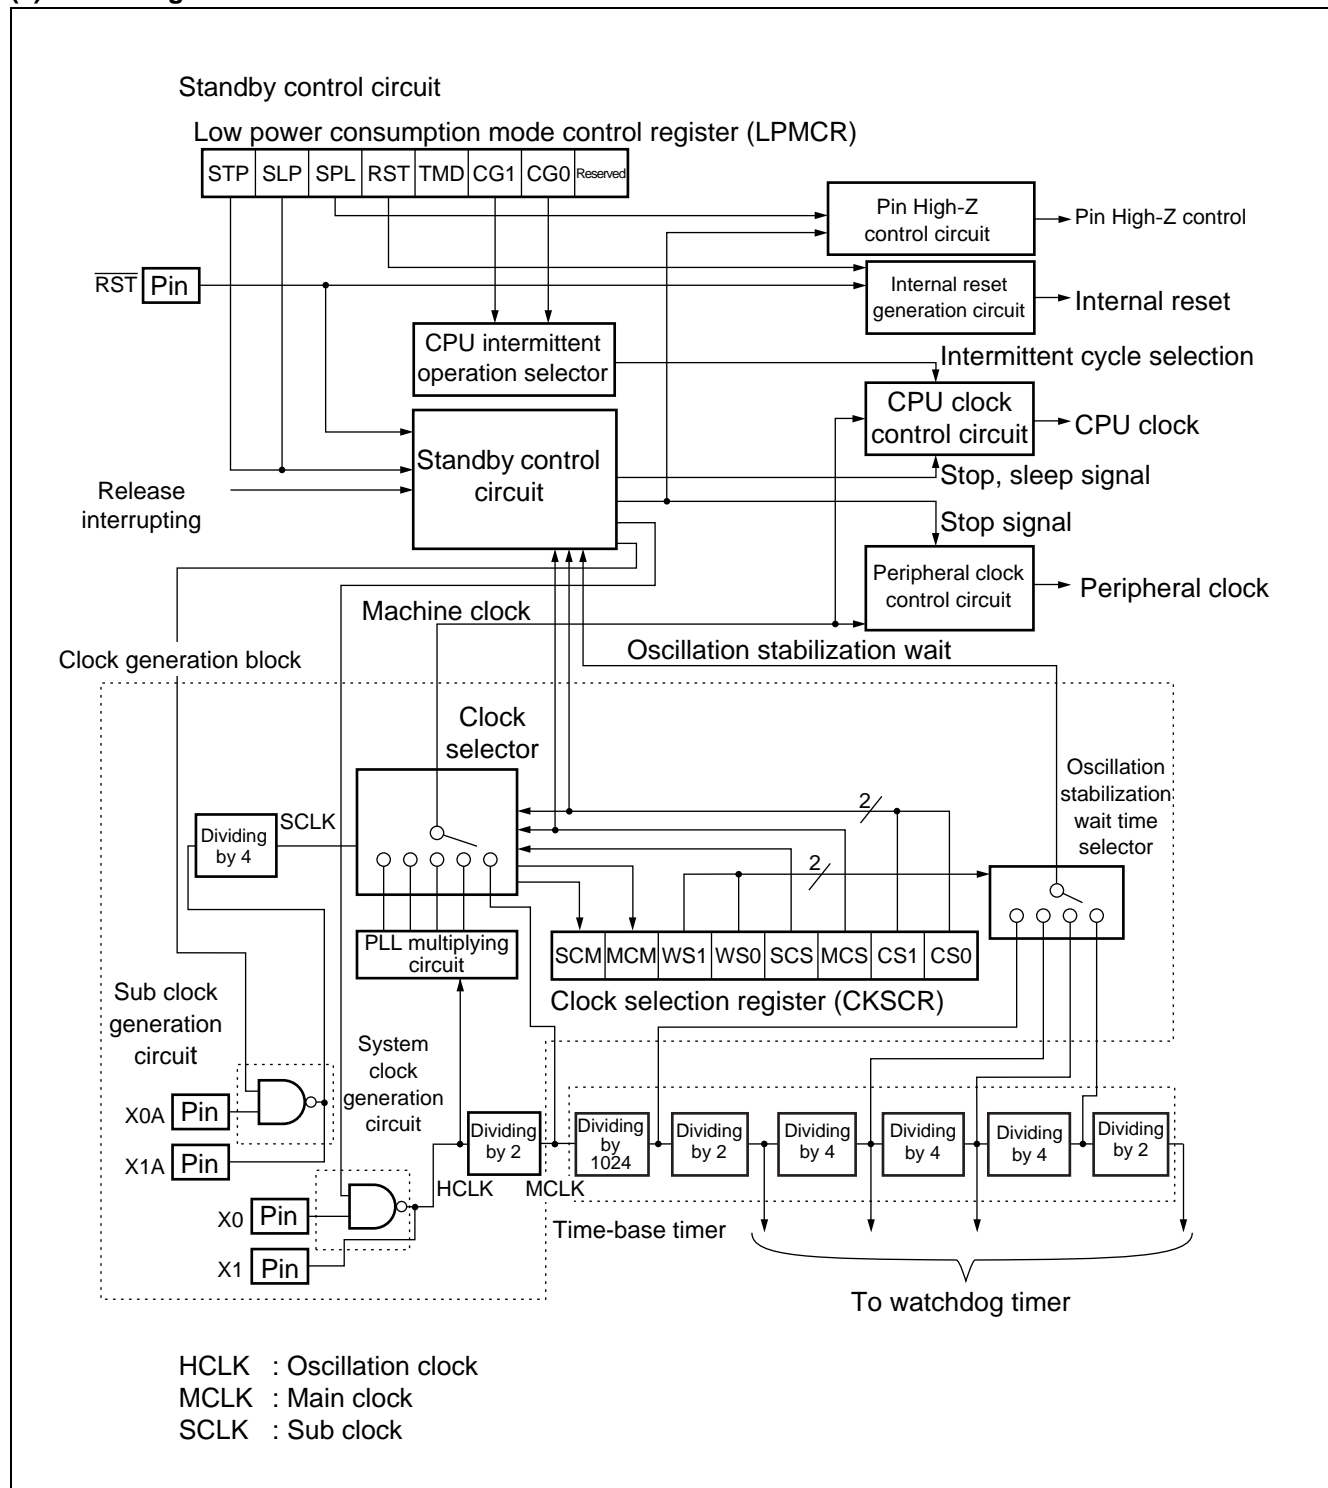 Standby control circuit
Low power consumption mode control register (LPMCR)
STP SLP SPL RST TMD CG1 CG0 Reserved
Pin High-Z
control circuit
Pin High-Z control
RST Pin
Internal reset
generation circuit
Internal reset
CPU intermittent
operation selector
Intermittent cycle selection
CPU clock
control circuit
CPU clock
Standby control
circuit
Stop, sleep signal
Release
interrupting
Stop signal
Peripheral clock
control circuit
Peripheral clock
Machine clock
Oscillation stabilization wait
Clock generation block
Clock
selector
Oscillation
stabilization
wait time
selector
2
SCLK
Dividing
by 4
2
PLL multiplying
circuit
SCM MCM WS1 WS0 SCS MCS CS1 CS0
Clock selection register (CKSCR)
Sub clock
generation
circuit
System
clock
generation
circuit
X0A Pin
X1A Pin
Dividing
by 2
Dividing
by
1024
Dividing
by 2
Dividing
by 4
Dividing
by 4
Dividing
by 4
Dividing
by 2
HCLK
MCLK
X0 Pin
X1 Pin
Time-base timer
To watchdog timer
HCLK : Oscillation clock
MCLK : Main clock
SCLK : Sub clock